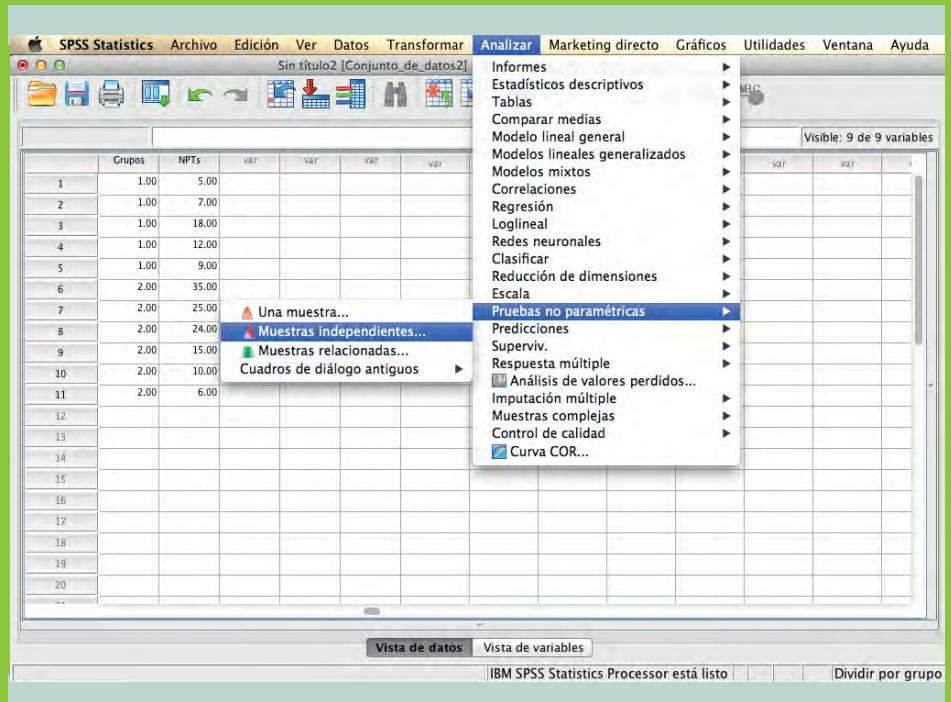 SPSS Statistics Archivo Edición Ver Datos Transformar Analizar Marketing directo Gráficos Utilidades Ventana Ayuda
Sin título2 [Conjunto_de_datos2]
Visible: 9 de 9 variables
Informes
Estadísticos descriptivos
Tablas
Comparar medias
Modelo lineal general
Modelos lineales generalizados
Modelos mixtos
Correlaciones
Regresión
Loglineal
Redes neuronales
Clasificar
Reducción de dimensiones
Escala
Pruebas no paramétricas
Predicciones
Superviv.
Respuesta múltiple
Análisis de valores perdidos...
Imputación múltiple
Muestras complejas
Control de calidad
Curva COR...
Una muestra...
Muestras independientes...
Muestras relacionadas...
Cuadros de diálogo antiguos
Grupos NPTs var var var var var var
1 1.00 5.00
2 1.00 7.00
3 1.00 18.00
4 1.00 12.00
5 1.00 9.00
6 2.00 35.00
7 2.00 25.00
8 2.00 24.00
9 2.00 15.00
10 2.00 10.00
11 2.00 6.00
12
13
14
15
16
17
18
19
20
Vista de datos Vista de variables
IBM SPSS Statistics Processor está listo Dividir por grupo